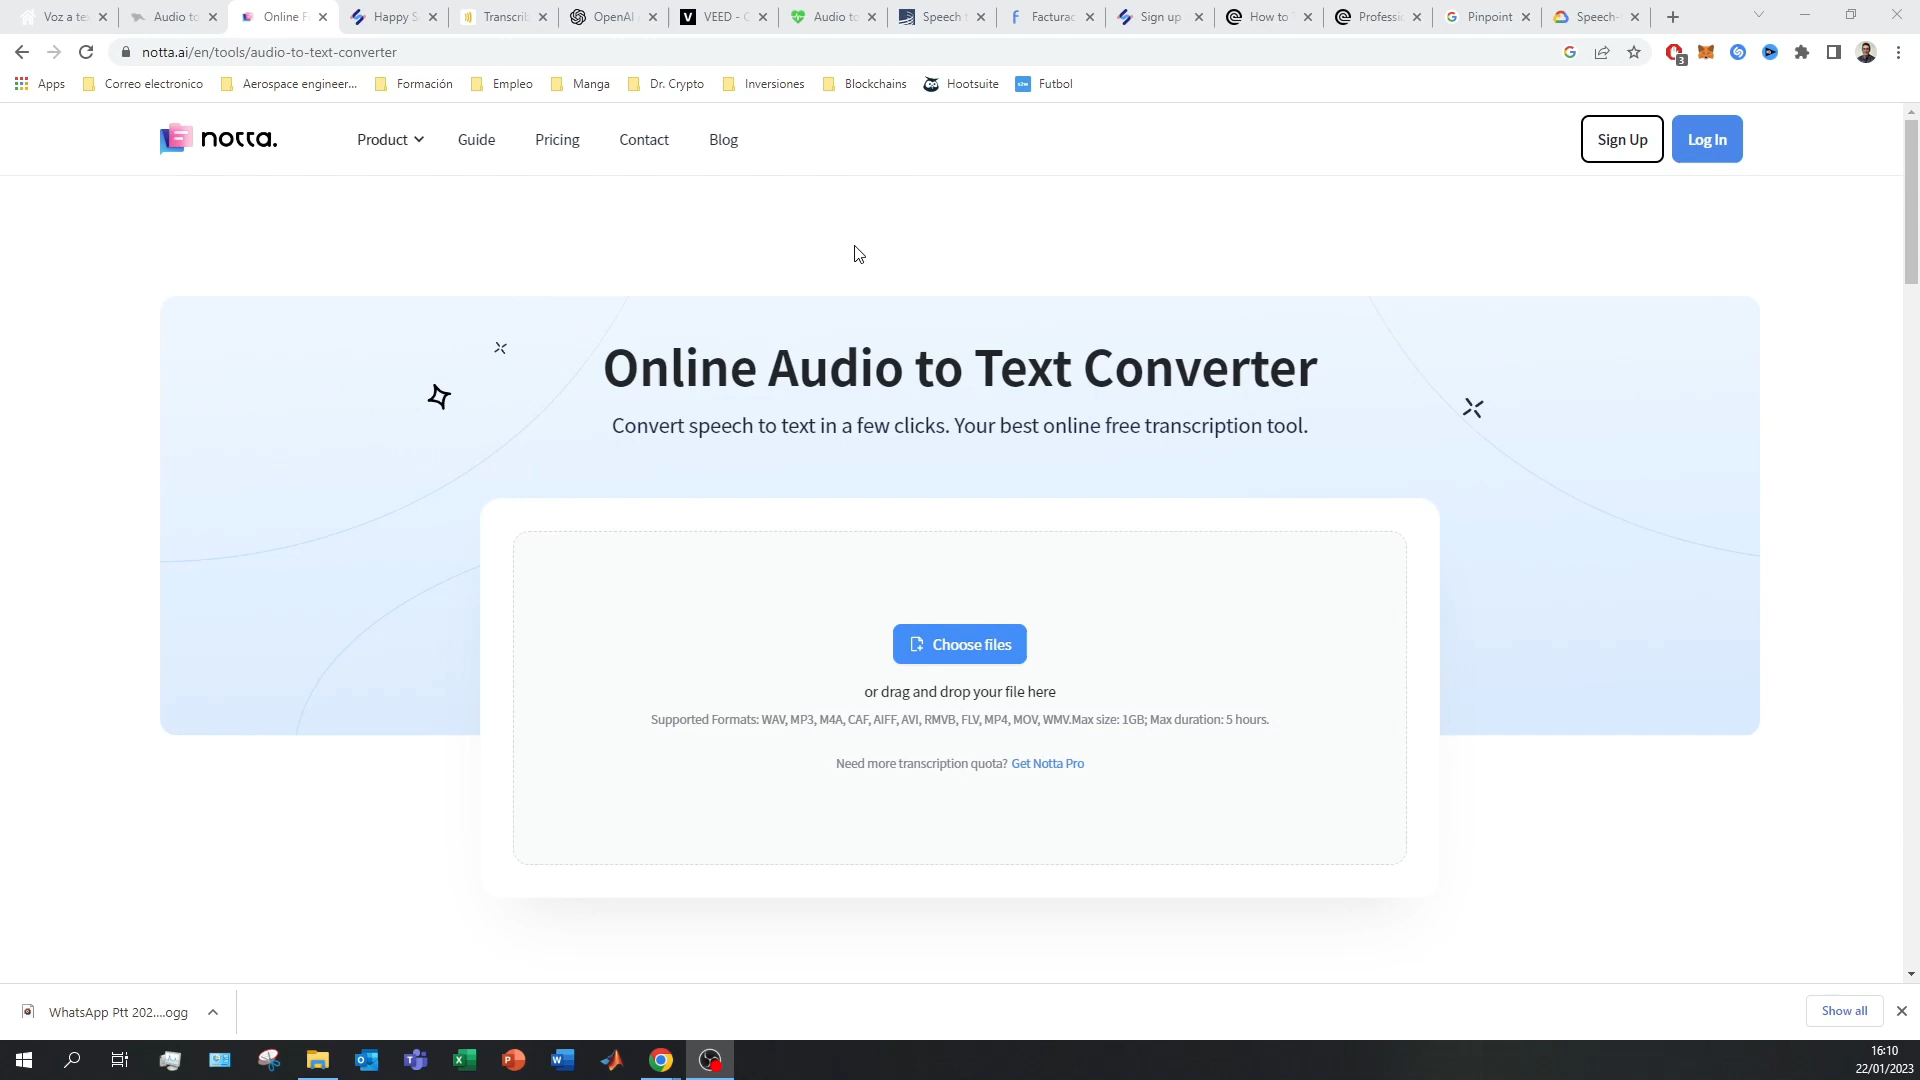 Voz a te
Audio to
Online F
Happy S
Transcrib
OpenAI
VEED - C
Audio to
Speech t
Facturac
Sign up
How to
Professio
Pinpoint
Speech-
notta.ai/en/tools/audio-to-text-converter
3
Apps
Correo electronico
Aerospace engineer...
Formación
Empleo
Manga
Dr. Crypto
Inversiones
Blockchains
Hootsuite
Futbol
notta.
Product
Guide
Pricing
Contact
Blog
Sign Up
Log In
Online Audio to Text Converter
Convert speech to text in a few clicks. Your best online free transcription tool.
Choose files
or drag and drop your file here
Supported Formats: WAV, MP3, M4A, CAF, AIFF, AVI, RMVB, FLV, MP4, MOV, WMV.Max size: 1GB; Max duration: 5 hours.
Need more transcription quota? Get Notta Pro
WhatsApp Ptt 202....ogg
Show all
16:10
22/01/2023